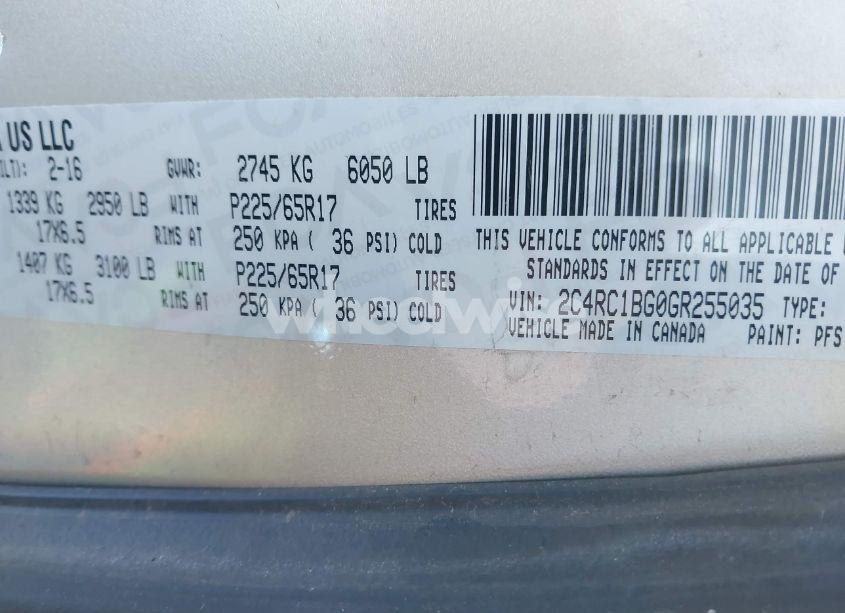 A US LLC
ILT): 2-16 GVWR: 2745 KG 6050 LB
1339 KG 2950 LB WITH P225/65R17 TIRES
17X6.5 RIMS AT 250 KPA ( 36 PSI) COLD
1407 KG 3100 LB WITH P225/65R17 TIRES
17X6.5 RIMS AT 250 KPA ( 36 PSI) COLD
THIS VEHICLE CONFORMS TO ALL APPLICABLE
STANDARDS IN EFFECT ON THE DATE OF
VIN: 2C4RC1BG0GR255035 TYPE:
VEHICLE MADE IN CANADA PAINT: PFS
wheelwise